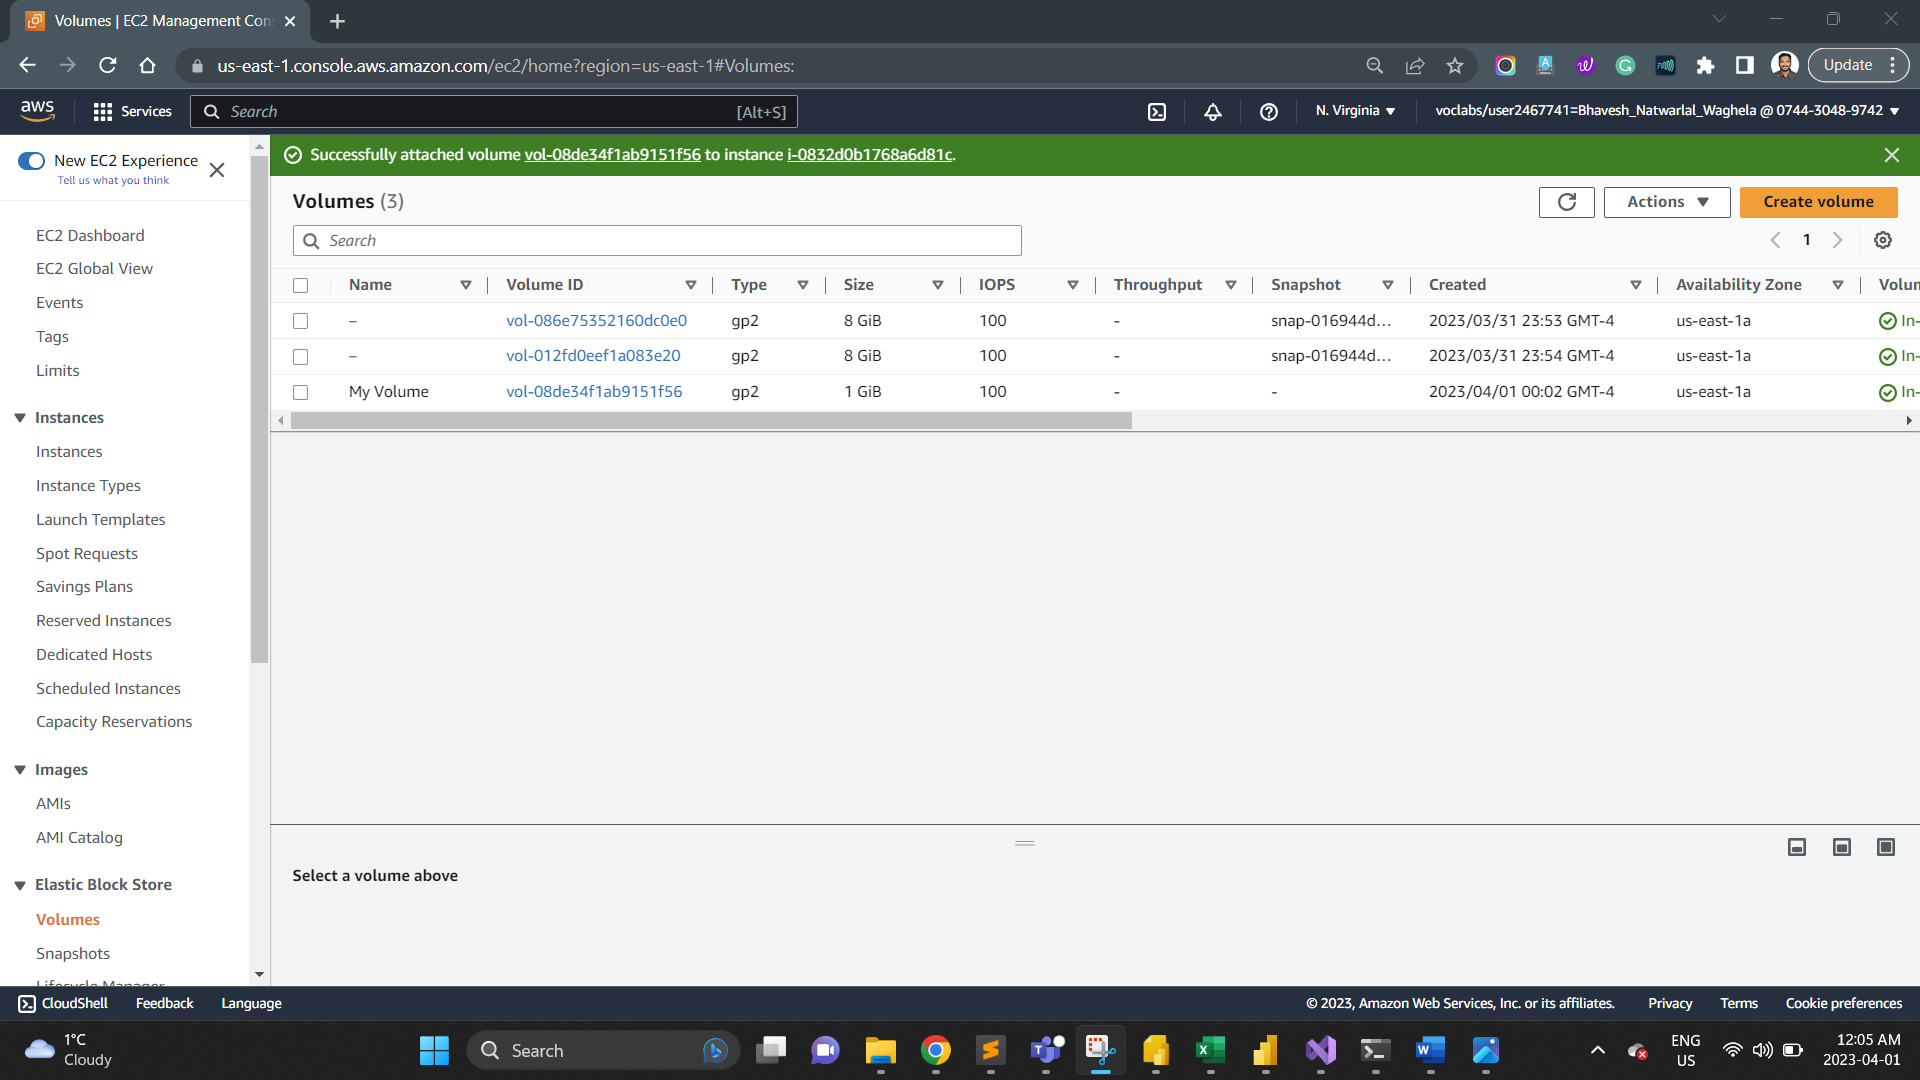 Volumes | EC2 Management Con
us-east-1.console.aws.amazon.com/ec2/home?region=us-east-1#Volumes:
Update
aws
Services
Search
[Alt+S]
N. Virginia
voclabs/user2467741=Bhavesh_Natwarlal_Waghela @ 0744-3048-9742
New EC2 Experience
Tell us what you think
EC2 Dashboard
EC2 Global View
Events
Tags
Limits
Instances
Instances
Instance Types
Launch Templates
Spot Requests
Savings Plans
Reserved Instances
Dedicated Hosts
Scheduled Instances
Capacity Reservations
Images
AMIs
AMI Catalog
Elastic Block Store
Volumes
Snapshots
Lifecycle Manager
Successfully attached volume vol-08de34f1ab9151f56 to instance i-0832d0b1768a6d81c.
Volumes (3)
Actions
Create volume
Search
1
Name Volume ID Type Size IOPS Throughput Snapshot Created Availability Zone Volum
– vol-086e75352160dc0e0 gp2 8 GiB 100 - snap-016944d... 2023/03/31 23:53 GMT-4 us-east-1a In-
– vol-012fd0eef1a083e20 gp2 8 GiB 100 - snap-016944d... 2023/03/31 23:54 GMT-4 us-east-1a In-
My Volume vol-08de34f1ab9151f56 gp2 1 GiB 100 - - 2023/04/01 00:02 GMT-4 us-east-1a In-
Select a volume above
CloudShell
Feedback
Language
© 2023, Amazon Web Services, Inc. or its affiliates.
Privacy
Terms
Cookie preferences
1°C
Cloudy
Search
ENG
US
12:05 AM
2023-04-01